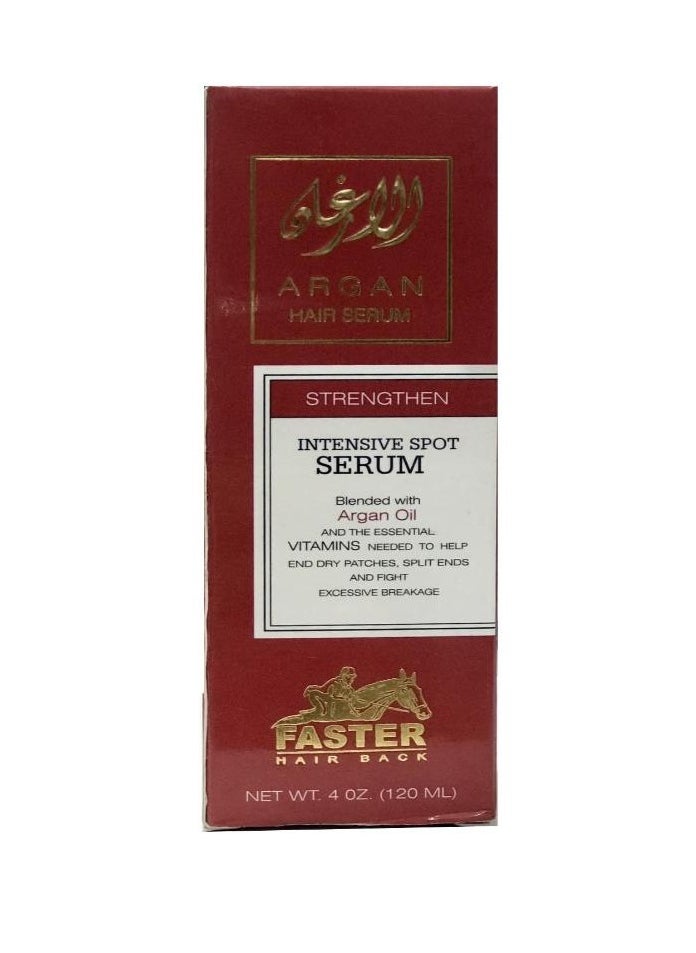 الارغان
ARGAN
HAIR SERUM
STRENGTHEN
INTENSIVE SPOT
SERUM
Blended with
Argan Oil
AND THE ESSENTIAL
VITAMINS NEEDED TO HELP
END DRY PATCHES, SPLIT ENDS
AND FIGHT
EXCESSIVE BREAKAGE
FASTER
HAIR BACK
NET WT. 4 OZ. (120 ML)